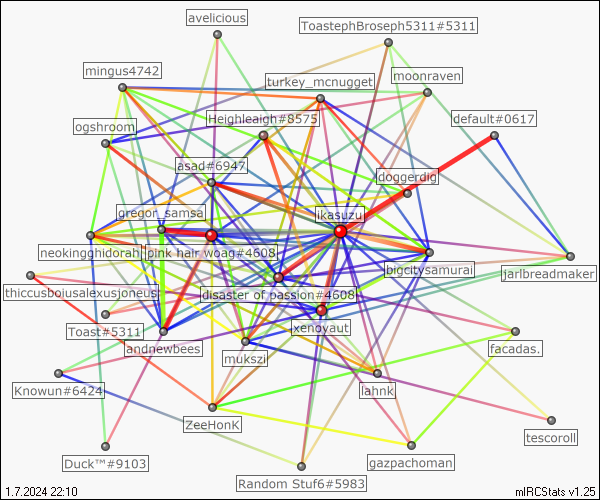 avelicious
ToastephBroseph5311#5311
mingus4742
turkey_mcnugget
moonraven
ogshroom
Heighleaigh#8575
default#0617
asad#6947
doggerdig
gregor_samsa
ikasuzu
neokingghidorah
pink hair woag#4608
bigcitysamurai
jarlbreadmaker
thiccusboiusalexusjoneus
disaster of passion#4608
Toast#5311
xenoyaut
andnewbees
mukszi
facadas.
Knowun#6424
lahnk
ZeeHonK
tescoroll
Duck™#9103
gazpachoman
Random Stuf6#5983
1.7.2024 22:10
mIRCStats v1.25